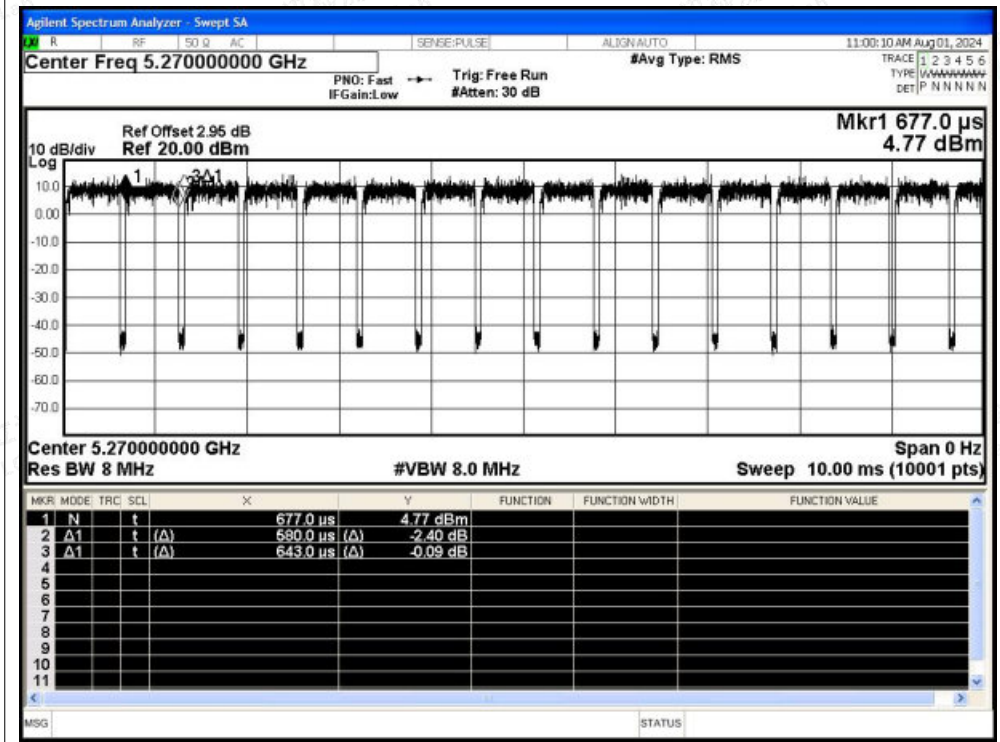 Agilent Spectrum Analyzer - Swept SA
R RF 50 Ω AC SENSE:PULSE ALIGN AUTO 11:00:10 AM Aug 01, 2024
Center Freq 5.270000000 GHz
PNO: Fast
IFGain:Low
Trig: Free Run
#Atten: 30 dB
#Avg Type: RMS
TRACE 1 2 3 4 5 6
TYPE
DET P N N N N N
Mkr1 677.0 µs
4.77 dBm
Ref Offset 2.95 dB
10 dB/div Ref 20.00 dBm
Log
1 3Δ1
10.0
0.00
-10.0
-20.0
-30.0
-40.0
-50.0
-60.0
-70.0
Center 5.270000000 GHz Span 0 Hz
Res BW 8 MHz #VBW 8.0 MHz Sweep 10.00 ms (10001 pts)
MKR MODE TRC SCL X Y FUNCTION FUNCTION WIDTH FUNCTION VALUE
1 N t 677.0 µs 4.77 dBm
2 Δ1 t (Δ) 580.0 µs (Δ) -2.40 dB
3 Δ1 t (Δ) 643.0 µs (Δ) -0.09 dB
4
5
6
7
8
9
10
11
MSG STATUS